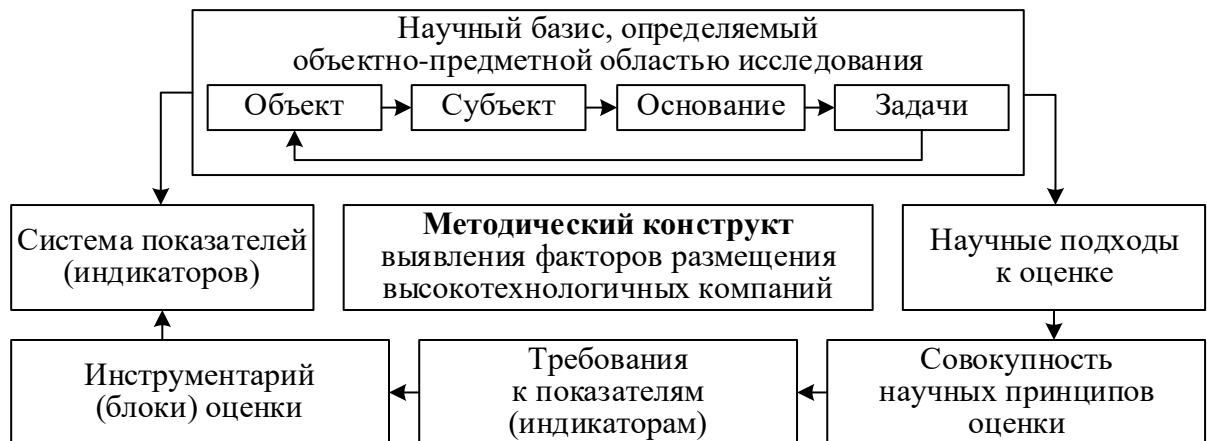 Научный базис, определяемый
объектно-предметной областью исследования
Объект
Субъект
Основание
Задачи
Система показателей
(индикаторов)
Методический конструкт
выявления факторов размещения
высокотехнологичных компаний
Научные подходы
к оценке
Инструментарий
(блоки) оценки
Требования
к показателям
(индикаторам)
Совокупность
научных принципов
оценки